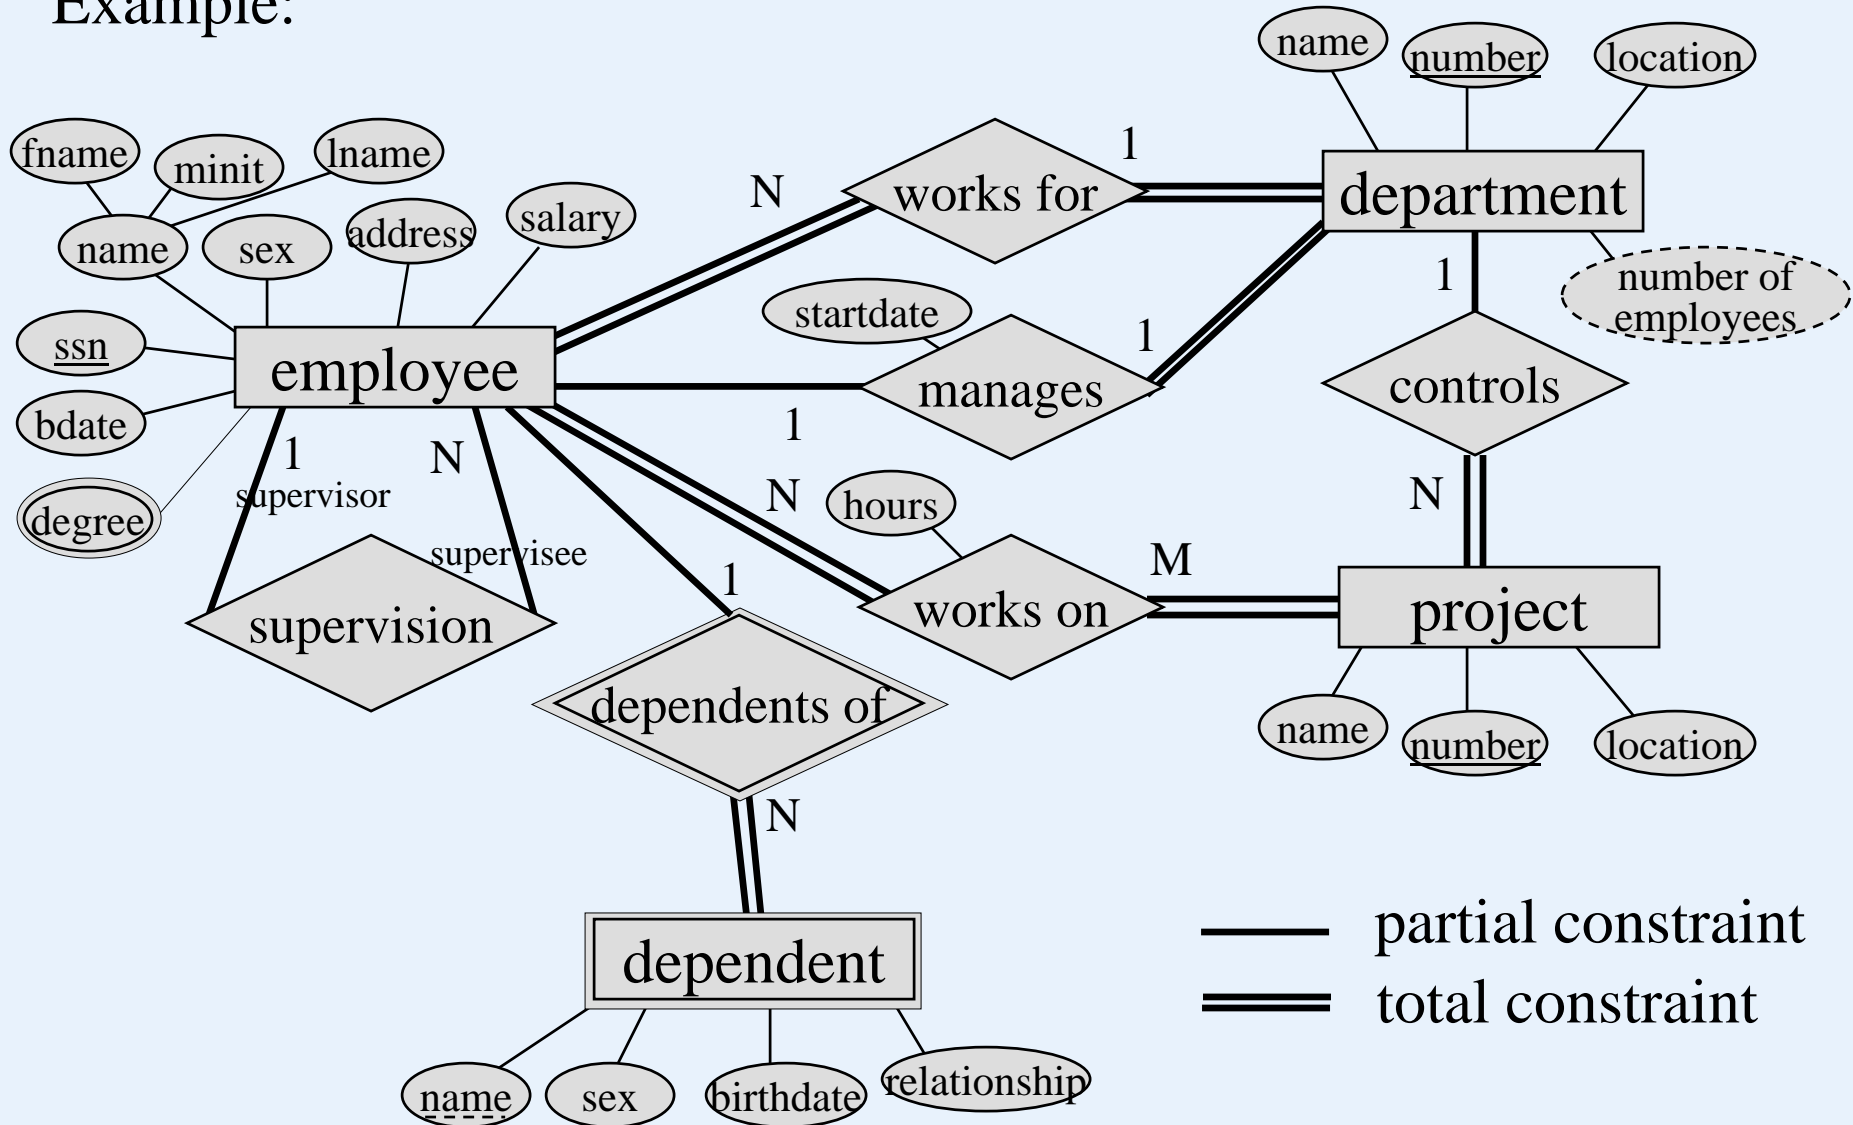 Example:
name
number
location
fname
minit
lname
name
sex
address
salary
ssn
bdate
degree
employee
N
works for
1
department
number of
employees
startdate
1
manages
1
1
controls
N
1
supervisor
N
supervisee
supervision
N
hours
works on
M
project
name
number
location
1
dependents of
N
dependent
name
sex
birthdate
relationship
partial constraint
total constraint